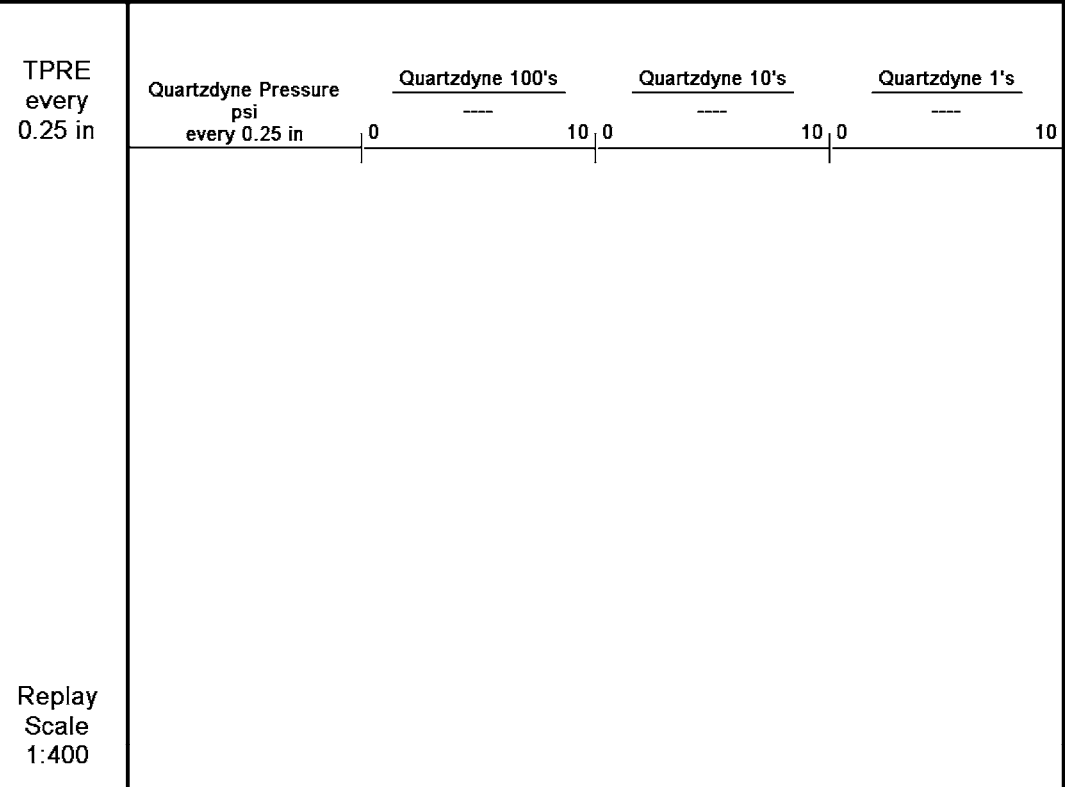 TPRE
every
0.25 in
Quartzdyne Pressure
psi
every 0.25 in
Quartzdyne 100's
----
0 10
Quartzdyne 10's
----
0 10
Quartzdyne 1's
----
0 10
Replay
Scale
1:400